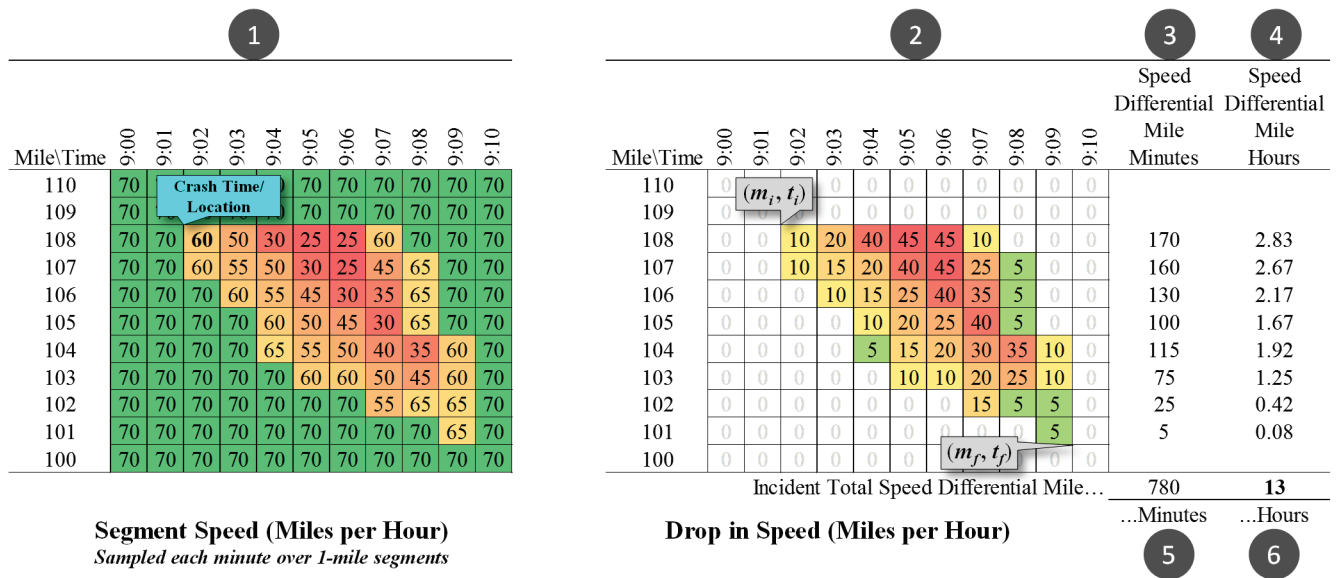 1
Mile\Time 9:00 9:01 9:02 9:03 9:04 9:05 9:06 9:07 9:08 9:09 9:10
110 70 70 70 70 70 70 70
Crash Time/
Location
109 70 70 70 70 70 70 70
108 70 70 60 50 30 25 25 60 70 70 70
107 70 70 60 55 50 30 25 45 65 70 70
106 70 70 70 60 55 45 30 35 65 70 70
105 70 70 70 70 60 50 45 30 65 70 70
104 70 70 70 70 65 55 50 40 35 60 70
103 70 70 70 70 70 60 60 50 45 60 70
102 70 70 70 70 70 70 70 55 65 65 70
101 70 70 70 70 70 70 70 70 70 65 70
100 70 70 70 70 70 70 70 70 70 70 70
Segment Speed (Miles per Hour)
Sampled each minute over 1-mile segments
2 3 4
Speed Speed
Differential Differential
Mile Mile
Minutes Hours
Mile\Time 9:00 9:01 9:02 9:03 9:04 9:05 9:06 9:07 9:08 9:09 9:10
110 0 0 0 0 0 0 0 0 0 0 0
(mi, ti)
109 0 0 0 0 0 0 0 0 0
108 0 0 10 20 40 45 45 10 0 0 0 170 2.83
107 0 0 10 15 20 40 45 25 5 0 0 160 2.67
106 0 0 0 10 15 25 40 35 5 0 0 130 2.17
105 0 0 0 0 10 20 25 40 5 0 0 100 1.67
104 0 0 0 0 5 15 20 30 35 10 0 115 1.92
103 0 0 0 0 0 10 10 20 25 10 0 75 1.25
102 0 0 0 0 0 0 0 15 5 5 0 25 0.42
101 0 0 0 0 0 0 0 0 0 5 0 5 0.08
(mf, tf)
100 0 0 0 0 0 0 0 0 0
Incident Total Speed Differential Mile… 780 13
…Minutes …Hours
Drop in Speed (Miles per Hour)
5 6